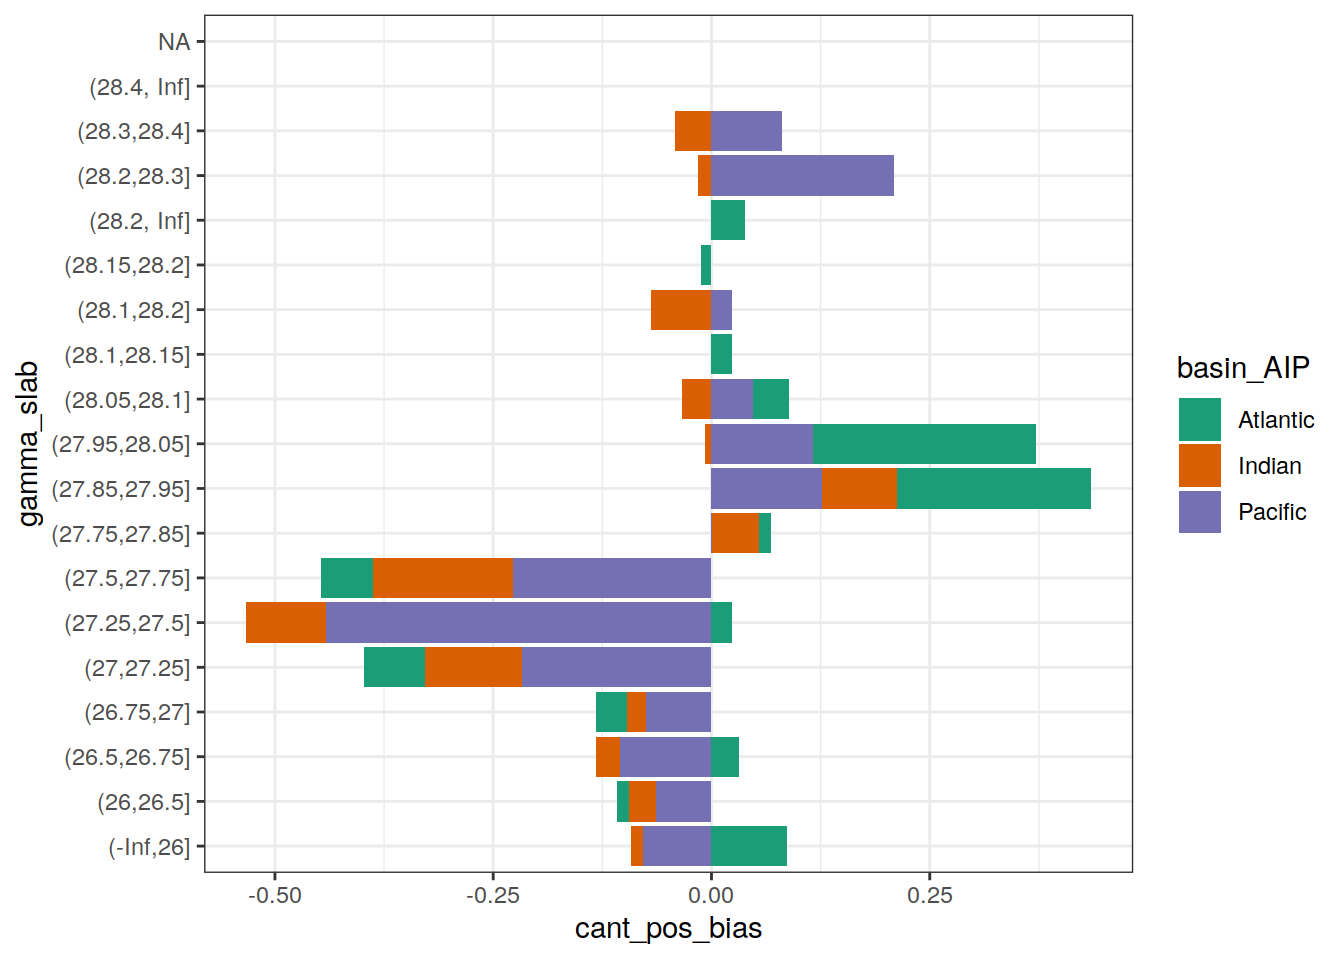 NA
(28.4, Inf]
(28.3,28.4]
(28.2,28.3]
(28.2, Inf]
(28.15,28.2]
(28.1,28.2]
(28.1,28.15]
(28.05,28.1]
(27.95,28.05]
(27.85,27.95]
(27.75,27.85]
(27.5,27.75]
(27.25,27.5]
(27,27.25]
(26.75,27]
(26.5,26.75]
(26,26.5]
(-Inf,26]
gamma_slab
-0.50 -0.25 0.00 0.25
cant_pos_bias
basin_AIP
Atlantic
Indian
Pacific